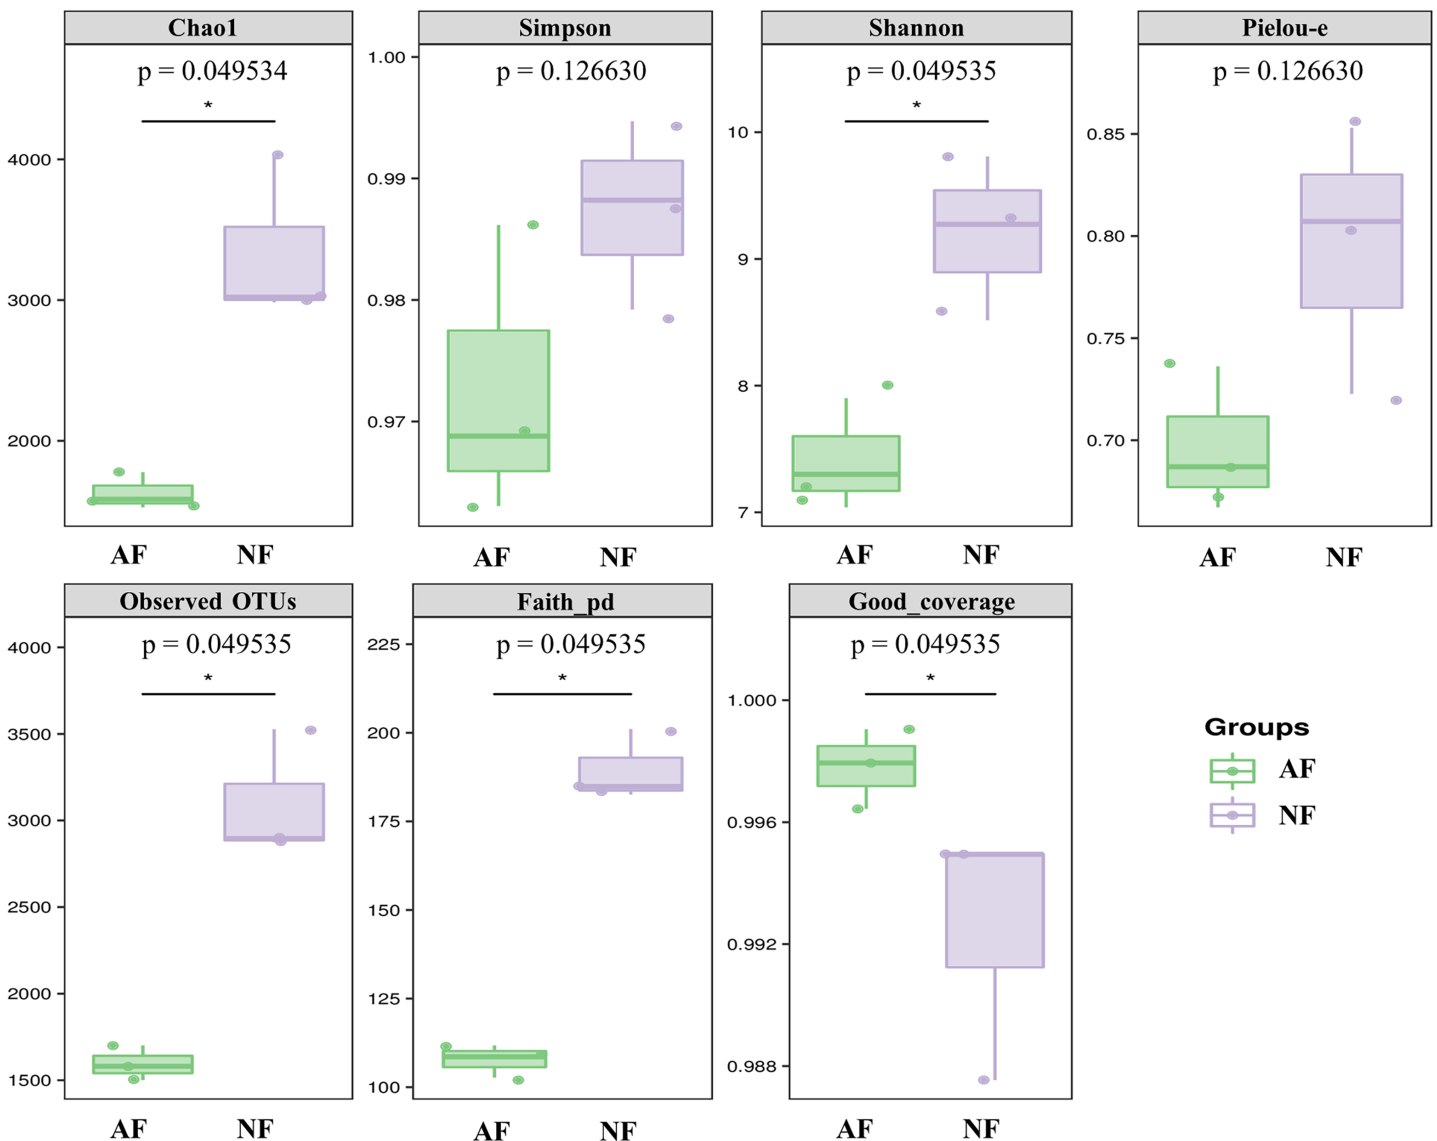 Chao1
p = 0.049534
*
4000
3000
2000
AF NF
Simpson
p = 0.126630
1.00
0.99
0.98
0.97
AF NF
Shannon
p = 0.049535
*
10
9
8
7
AF NF
Pielou-e
p = 0.126630
0.85
0.80
0.75
0.70
AF NF
Observed OTUs
p = 0.049535
*
4000
3500
3000
2500
2000
1500
AF NF
Faith_pd
p = 0.049535
*
225
200
175
150
125
100
AF NF
Good_coverage
p = 0.049535
*
1.000
0.996
0.992
0.988
AF NF
Groups
AF
NF